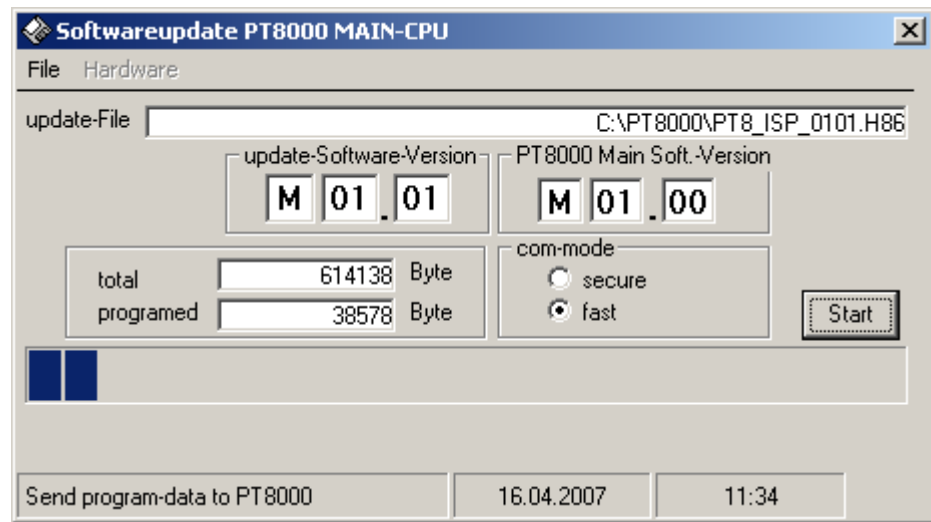 Softwareupdate PT8000 MAIN-CPU
File Hardware
update-File C:\PT8000\PT8_ISP_0101.H86
update-Software-Version PT8000 Main Soft.-Version
M 01.01 M 01.00
com-mode
total 614138 Byte secure
programed 38578 Byte fast
Start
Send program-data to PT8000 16.04.2007 11:34